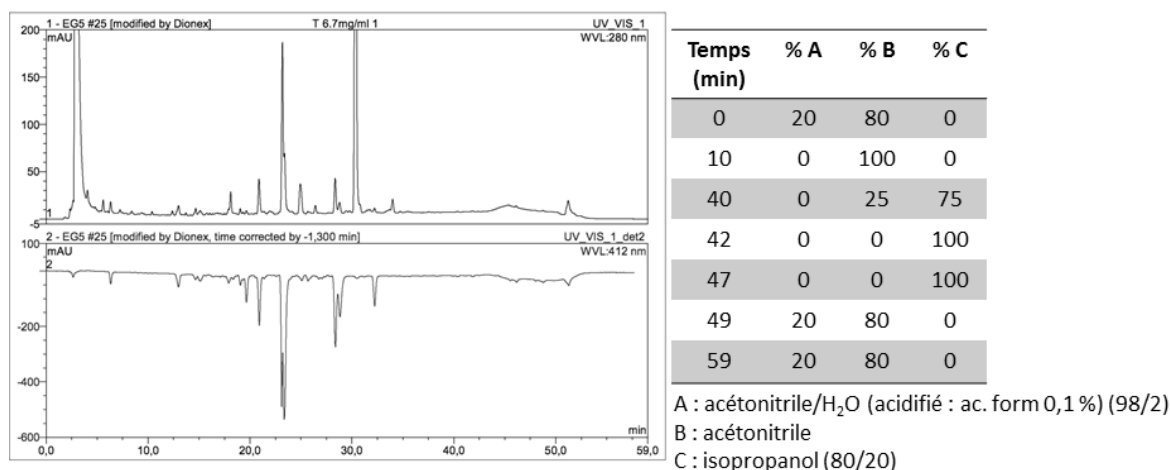 1 - EG5 #25 [modified by Dionex] T 6.7mg/ml 1 UV_VIS_1
200
mAU
WVL:280 nm
150
100
50
1
-5
2 - EG5 #25 [modified by Dionex, time corrected by -1,300 min] UV_VIS_1_det2
100
mAU
WVL:412 nm
2
-200
-400
min
-600
0,0 10,0 20,0 30,0 40,0 50,0 59,0
Temps (min) % A % B % C
0 20 80 0
10 0 100 0
40 0 25 75
42 0 0 100
47 0 0 100
49 20 80 0
59 20 80 0
A : acétonitrile/H₂O (acidifié : ac. form 0,1 %) (98/2)
B : acétonitrile
C : isopropanol (80/20)